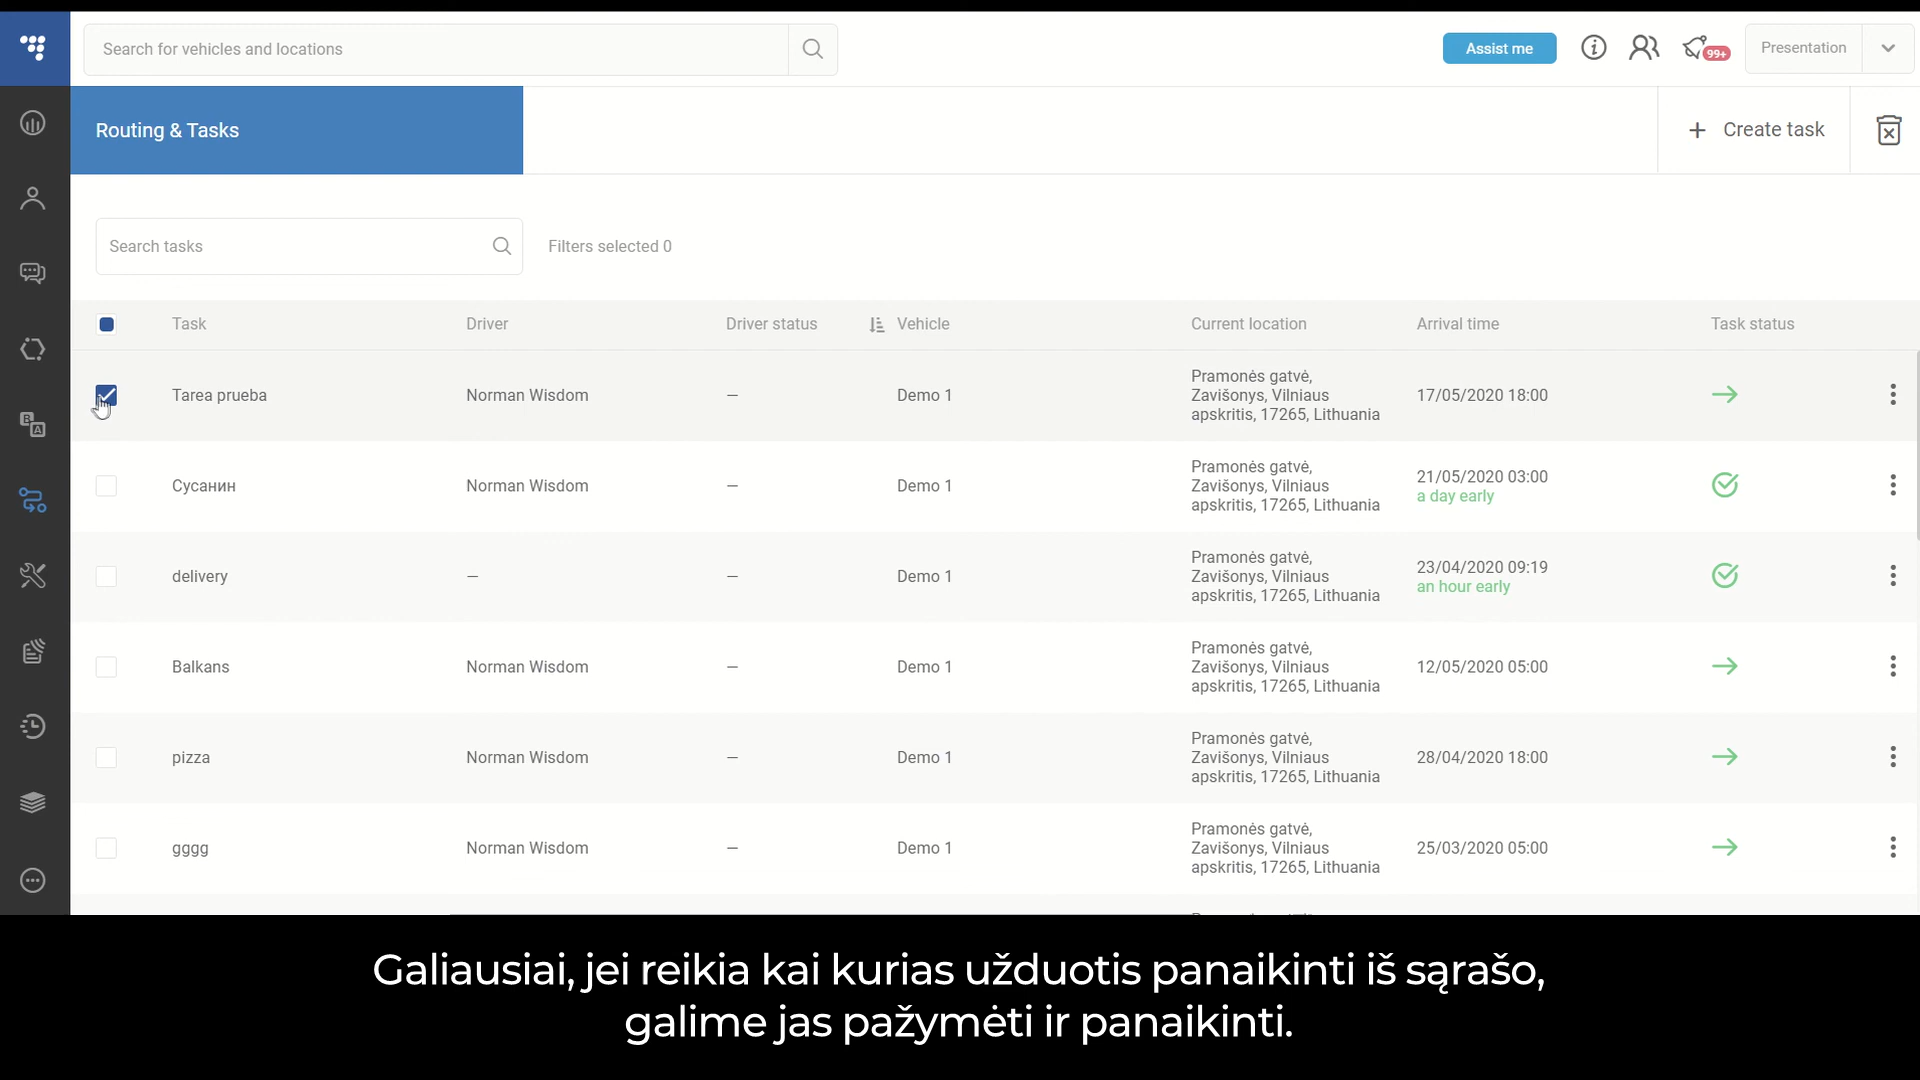 Search for vehicles and locations
Assist me
99+
Presentation
Routing & Tasks
+ Create task
Search tasks
Filters selected 0
Task Driver Driver status Vehicle Current location Arrival time Task status
Tarea prueba Norman Wisdom — Demo 1
Pramonės gatvė,
Zavišonys, Vilniaus
apskritis, 17265, Lithuania
17/05/2020 18:00
Сусанин Norman Wisdom — Demo 1
Pramonės gatvė,
Zavišonys, Vilniaus
apskritis, 17265, Lithuania
21/05/2020 03:00
a day early
delivery — — Demo 1
Pramonės gatvė,
Zavišonys, Vilniaus
apskritis, 17265, Lithuania
23/04/2020 09:19
an hour early
Balkans Norman Wisdom — Demo 1
Pramonės gatvė,
Zavišonys, Vilniaus
apskritis, 17265, Lithuania
12/05/2020 05:00
pizza Norman Wisdom — Demo 1
Pramonės gatvė,
Zavišonys, Vilniaus
apskritis, 17265, Lithuania
28/04/2020 18:00
gggg Norman Wisdom — Demo 1
Pramonės gatvė,
Zavišonys, Vilniaus
apskritis, 17265, Lithuania
25/03/2020 05:00
Galiausiai, jei reikia kai kurias užduotis panaikinti iš sąrašo,
galime jas pažymėti ir panaikinti.